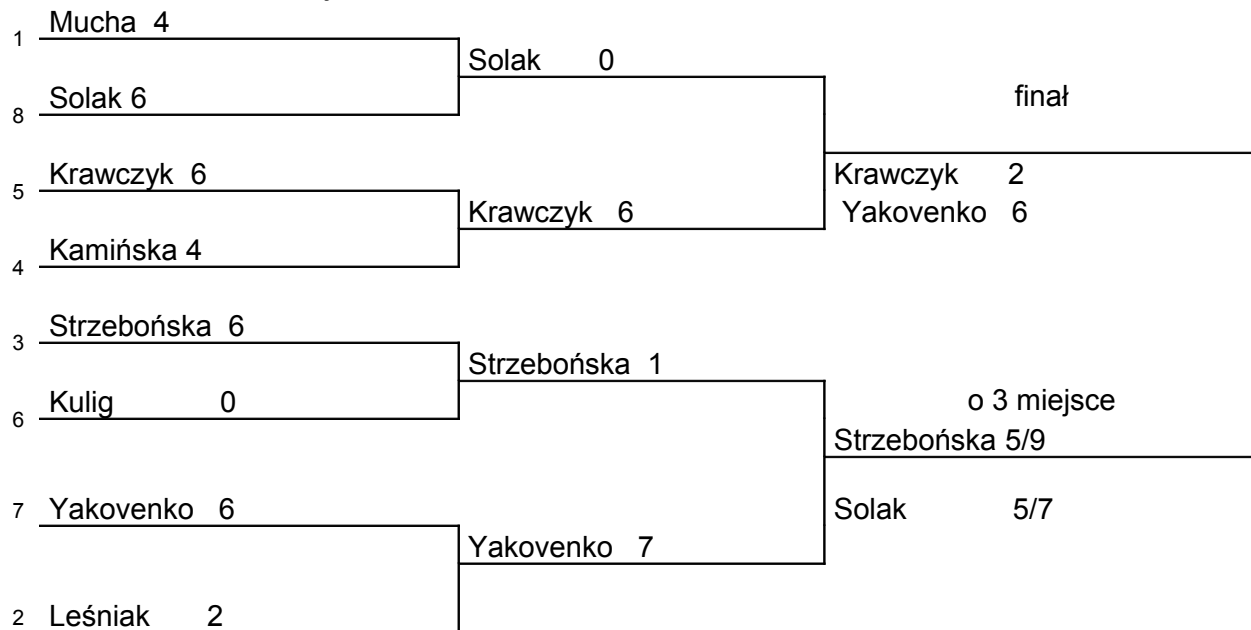 1 Mucha 4
Solak 0
8 Solak 6
finał
5 Krawczyk 6
Krawczyk 2
Krawczyk 6
Yakovenko 6
4 Kamińska 4
3 Strzebońska 6
Strzebońska 1
6 Kulig 0
o 3 miejsce
Strzebońska 5/9
7 Yakovenko 6
Solak 5/7
Yakovenko 7
2 Leśniak 2